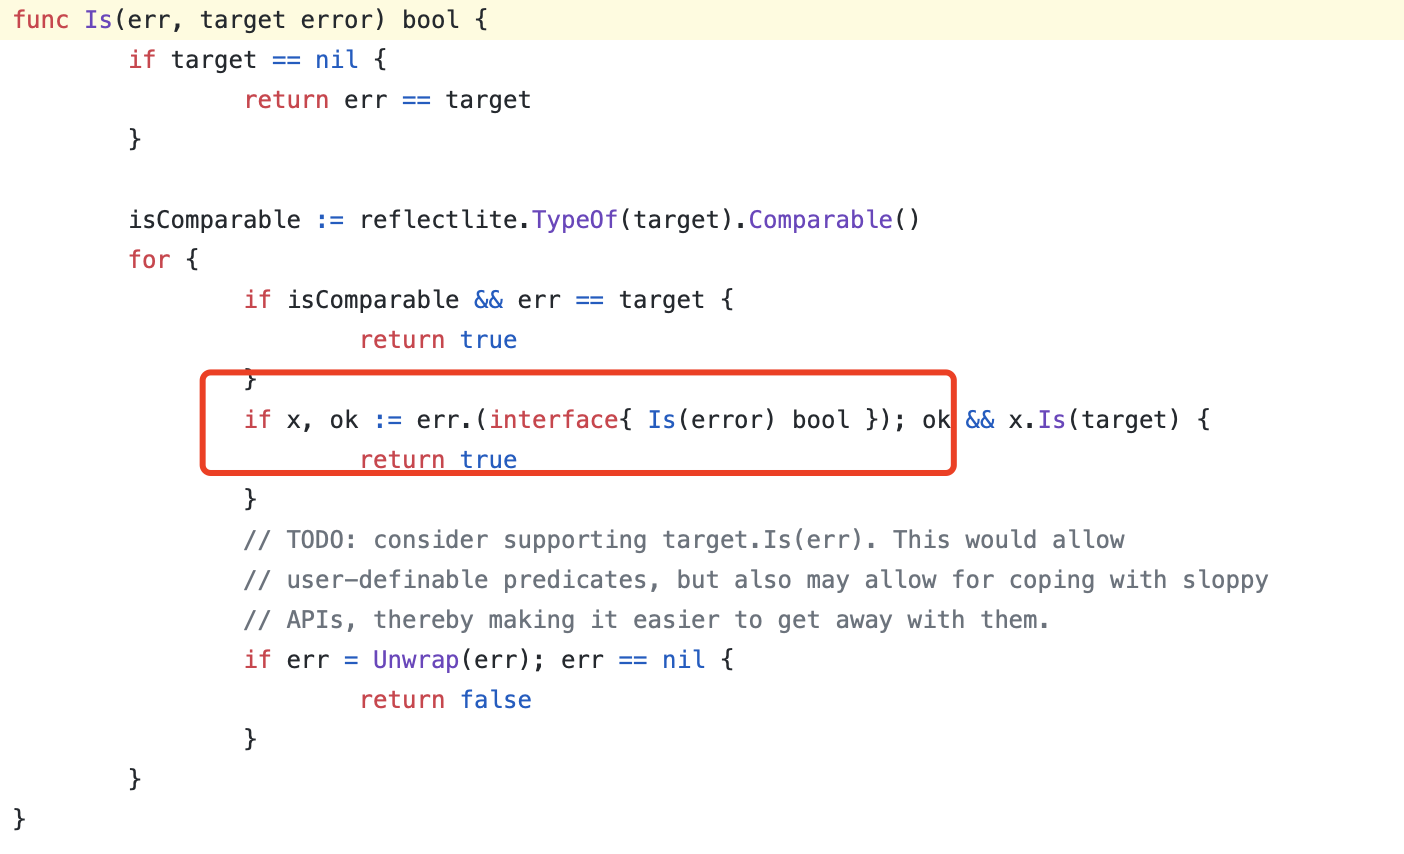 func Is(err, target error) bool {
if target == nil {
return err == target
}
isComparable := reflectlite.TypeOf(target).Comparable()
for {
if isComparable && err == target {
return true
}
if x, ok := err.(interface{ Is(error) bool }); ok && x.Is(target) {
return true
}
// TODO: consider supporting target.Is(err). This would allow
// user-definable predicates, but also may allow for coping with sloppy
// APIs, thereby making it easier to get away with them.
if err = Unwrap(err); err == nil {
return false
}
}
}